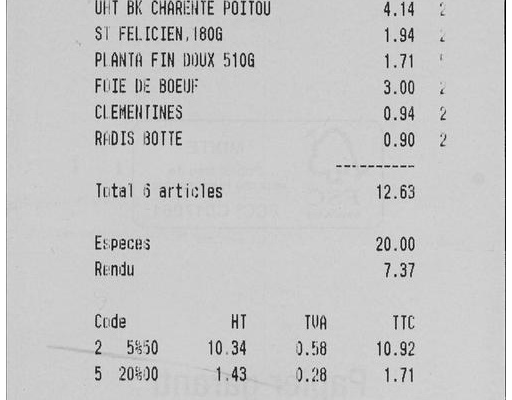 UHT BK CHARENTE POITOU 4.14 2
ST FELICIEN,180G 1.94 2
PLANTA FIN DOUX 510G 1.71
FOIE DE BOEUF 3.00 2
CLEMENTINES 0.94 2
RADIS BOTTE 0.90 2
-----------
Total 6 articles 12.63
Especes 20.00
Rendu 7.37
Code HT TVA TTC
2 5%50 10.34 0.58 10.92
5 20%00 1.43 0.28 1.71